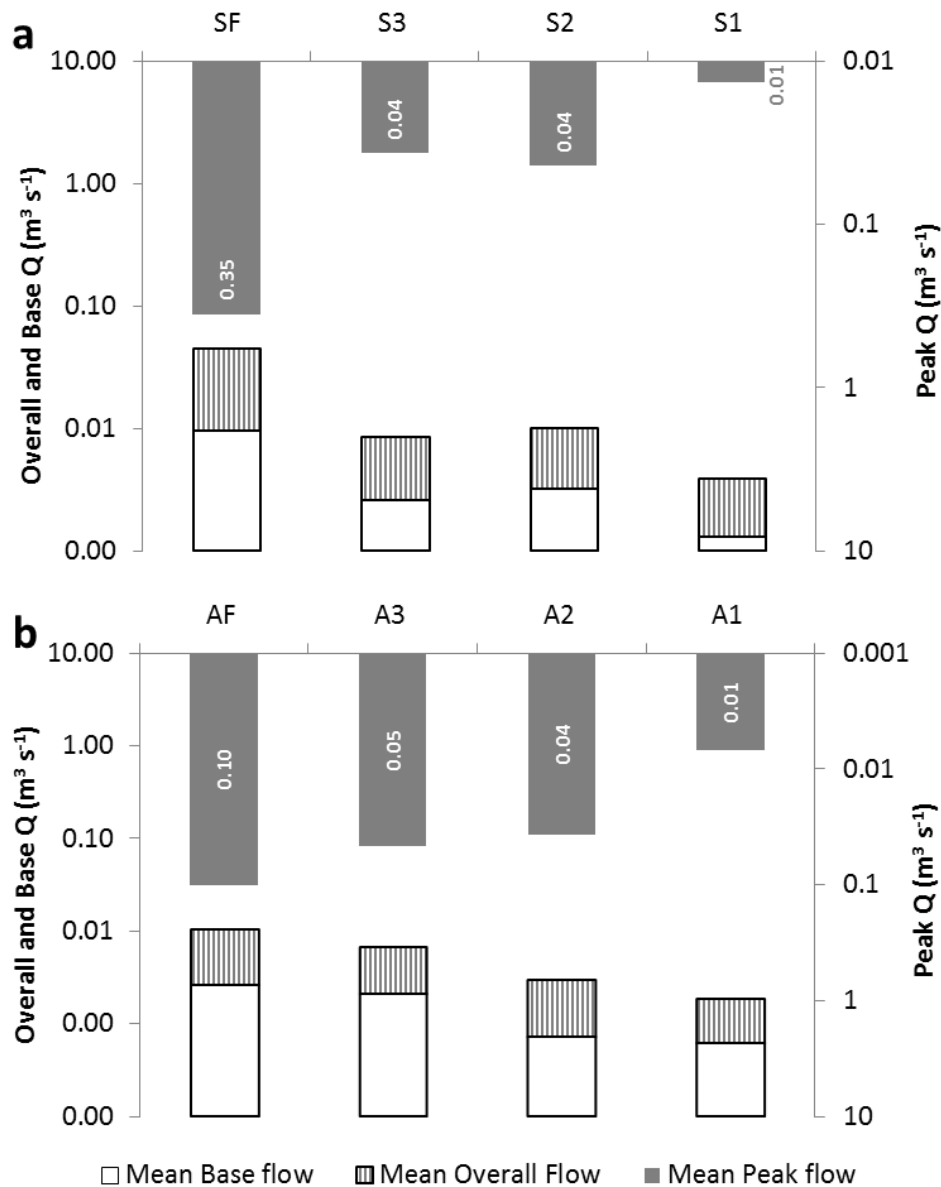 a
SF S3 S2 S1
10.00 0.01
0.01
0.04
0.04
1.00
0.1
0.35
0.10
1
0.01
0.00 10
Overall and Base Q (m³ s⁻¹)
Peak Q (m³ s⁻¹)
b
AF A3 A2 A1
10.00 0.001
0.01
0.04
0.05
0.10
1.00
0.01
0.10
0.1
0.01
1
0.00
0.00 10
Overall and Base Q (m³ s⁻¹)
Peak Q (m³ s⁻¹)
Mean Base flow Mean Overall Flow Mean Peak flow